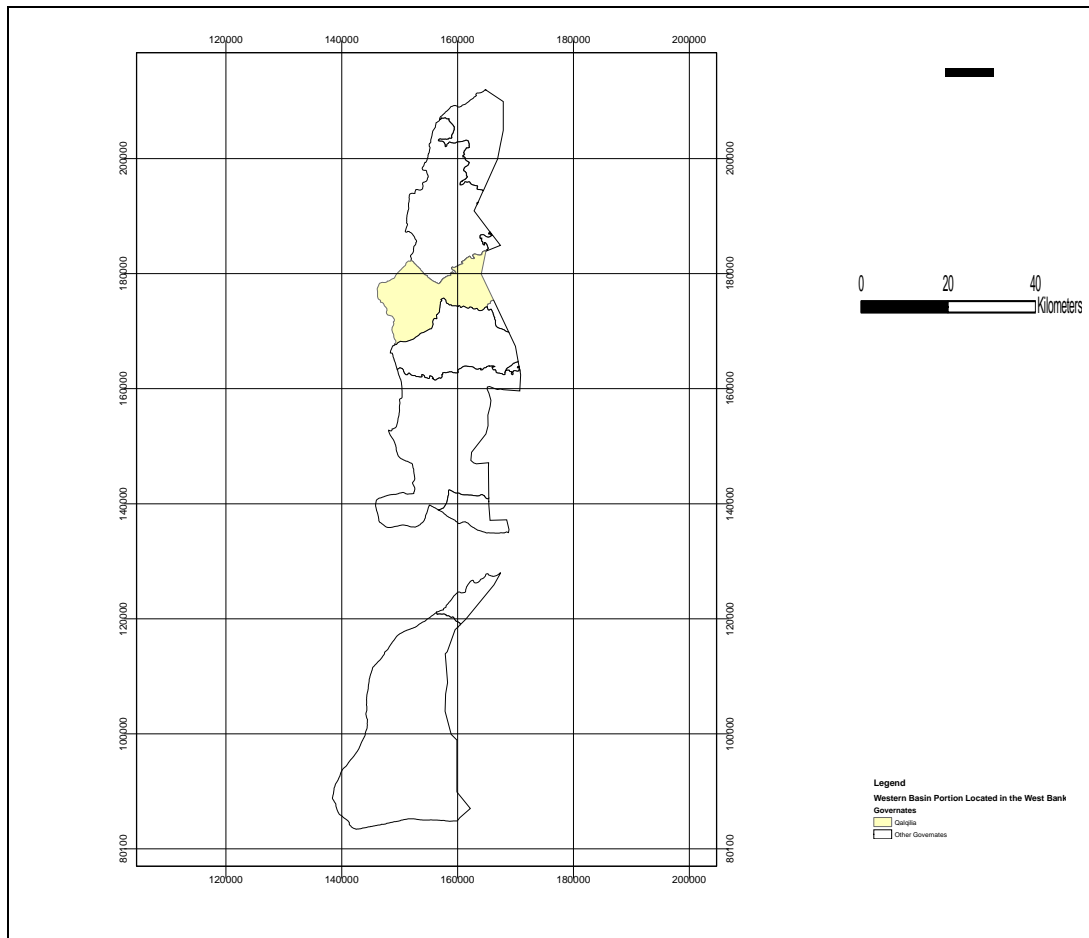 120000 140000 160000 180000 200000
200000 200000
180000 180000
0 20 40
Kilometers
160000 160000
140000 140000
120000 120000
100000 100000
80100 80100
120000 140000 160000 180000 200000
Legend
Western Basin Portion Located in the West Bank
Governates
Qalqilia
Other Governates